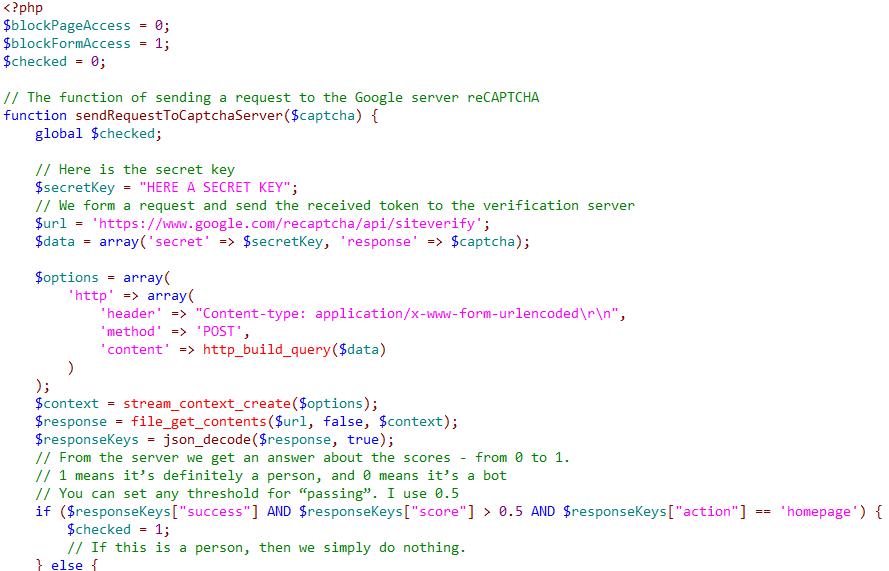 <?php
$blockPageAccess = 0;
$blockFormAccess = 1;
$checked = 0;

// The function of sending a request to the Google server reCAPTCHA
function sendRequestToCaptchaServer($captcha) {
    global $checked;

    // Here is the secret key
    $secretKey = "HERE A SECRET KEY";
    // We form a request and send the received token to the verification server
    $url = 'https://www.google.com/recaptcha/api/siteverify';
    $data = array('secret' => $secretKey, 'response' => $captcha);

    $options = array(
        'http' => array(
            'header' => "Content-type: application/x-www-form-urlencoded\r\n",
            'method' => 'POST',
            'content' => http_build_query($data)
        )
    );
    $context = stream_context_create($options);
    $response = file_get_contents($url, false, $context);
    $responseKeys = json_decode($response, true);
    // From the server we get an answer about the scores - from 0 to 1.
    // 1 means it’s definitely a person, and 0 means it’s a bot
    // You can set any threshold for “passing”. I use 0.5
    if ($responseKeys["success"] AND $responseKeys["score"] > 0.5 AND $responseKeys["action"] == 'homepage') {
        $checked = 1;
        // If this is a person, then we simply do nothing.
    } else {